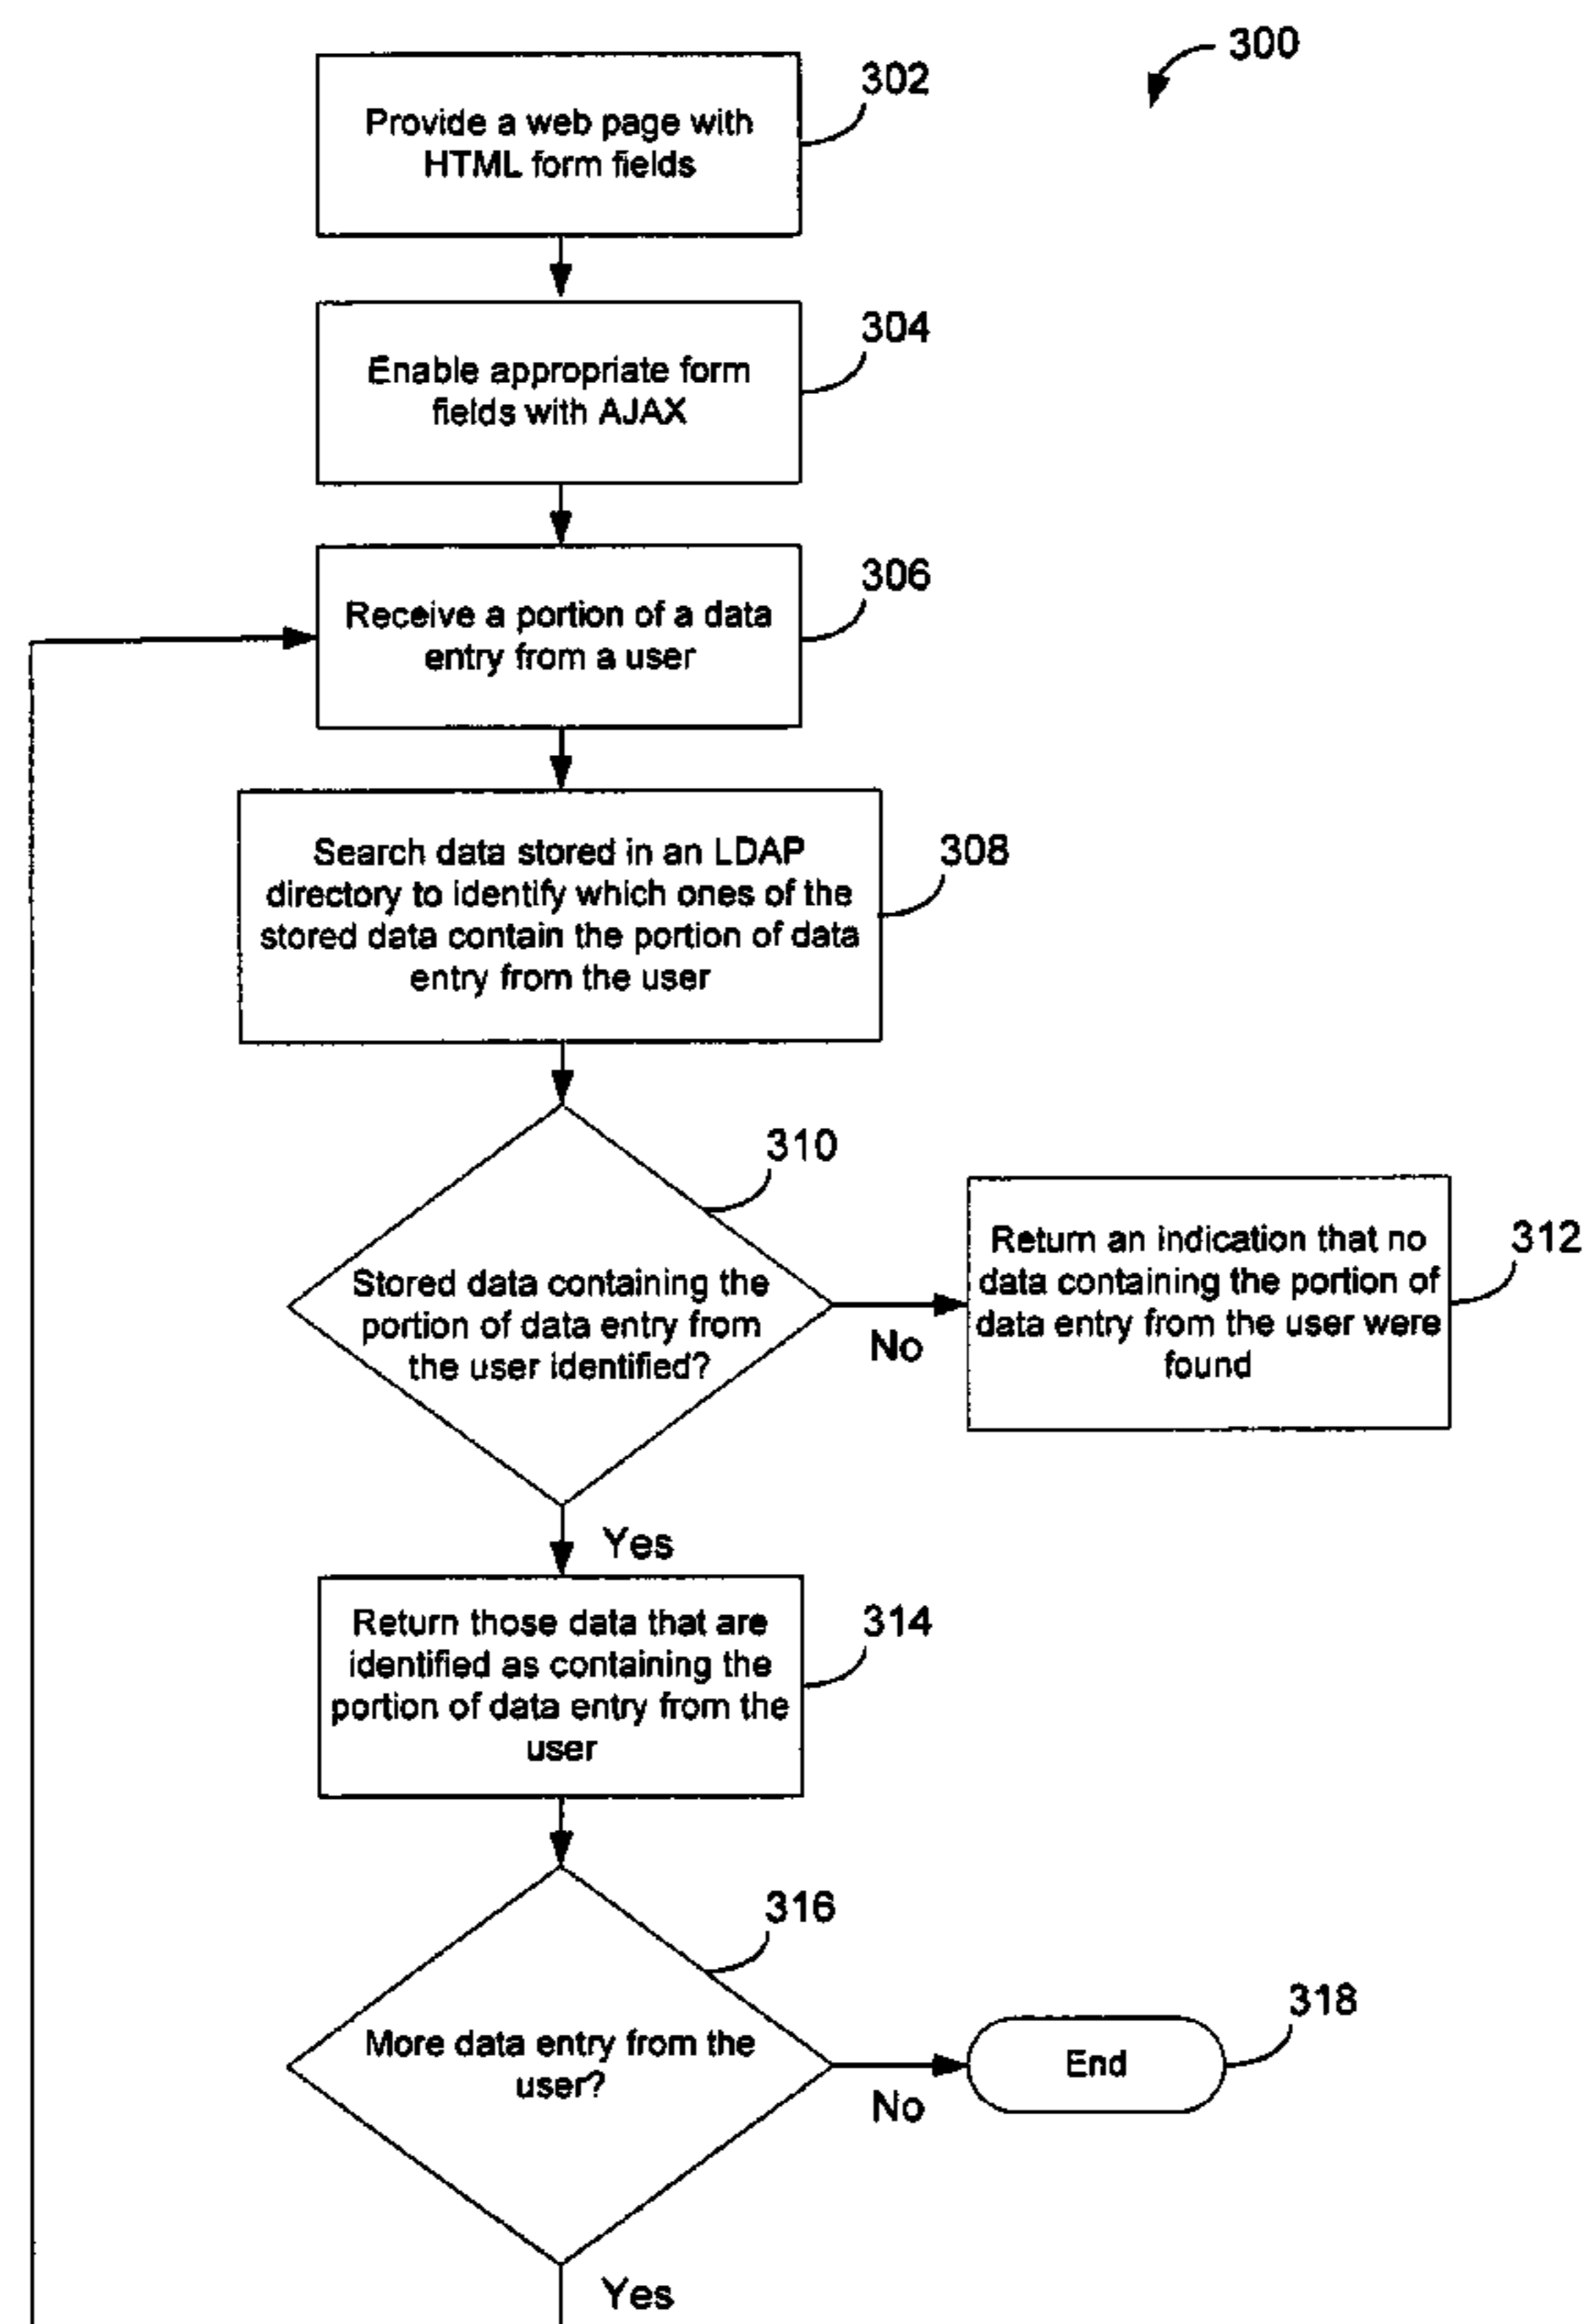 300
302
Provide a web page with
HTML form fields
304
Enable appropriate form
fields with AJAX
306
Receive a portion of a data
entry from a user
308
Search data stored in an LDAP
directory to identify which ones of the
stored data contain the portion of data
entry from the user
310
Stored data containing the
portion of data entry from
the user identified?
No
312
Return an indication that no
data containing the portion of
data entry from the user were
found
Yes
314
Return those data that are
identified as containing the
portion of data entry from the
user
316
More data entry from the
user?
No
318
End
Yes